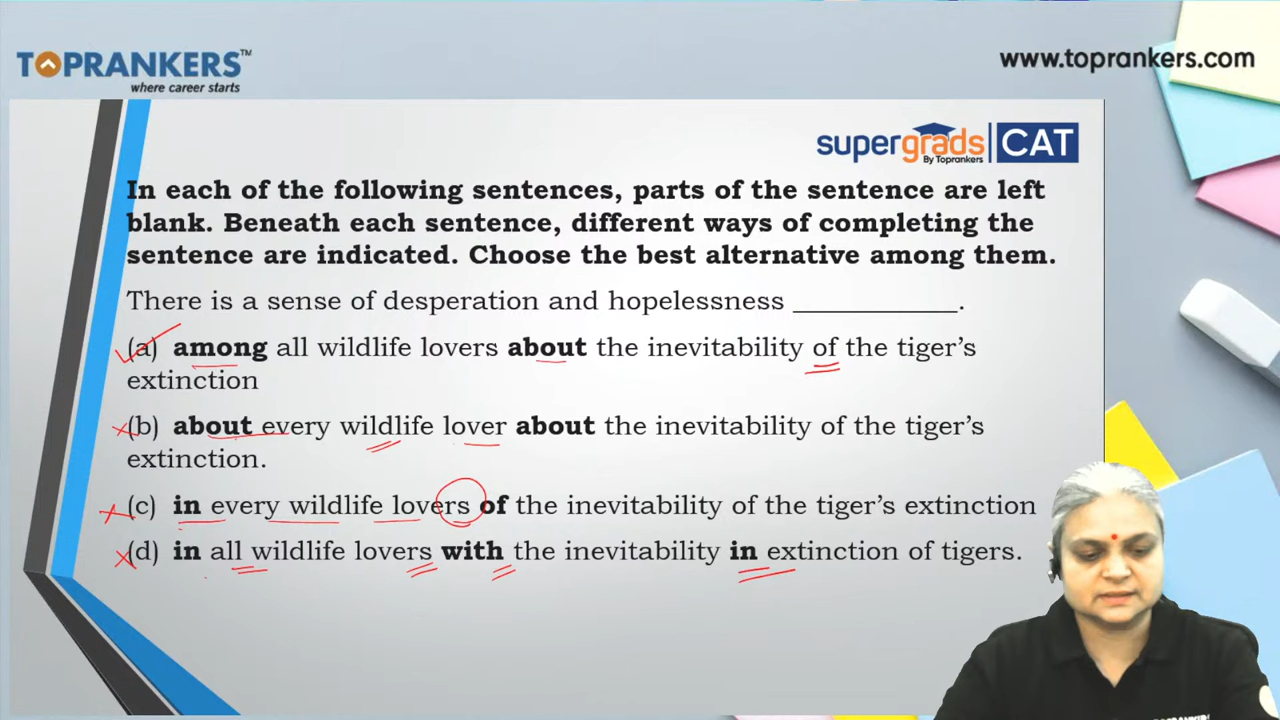 TOPRANKERS™
where career starts
www.toprankers.com
supergrads CAT
By Toprankers
In each of the following sentences, parts of the sentence are left
blank. Beneath each sentence, different ways of completing the
sentence are indicated. Choose the best alternative among them.
There is a sense of desperation and hopelessness ____________.
(a) among all wildlife lovers about the inevitability of the tiger's
extinction
(b) about every wildlife lover about the inevitability of the tiger's
extinction.
(c) in every wildlife lovers of the inevitability of the tiger's extinction
(d) in all wildlife lovers with the inevitability in extinction of tigers.